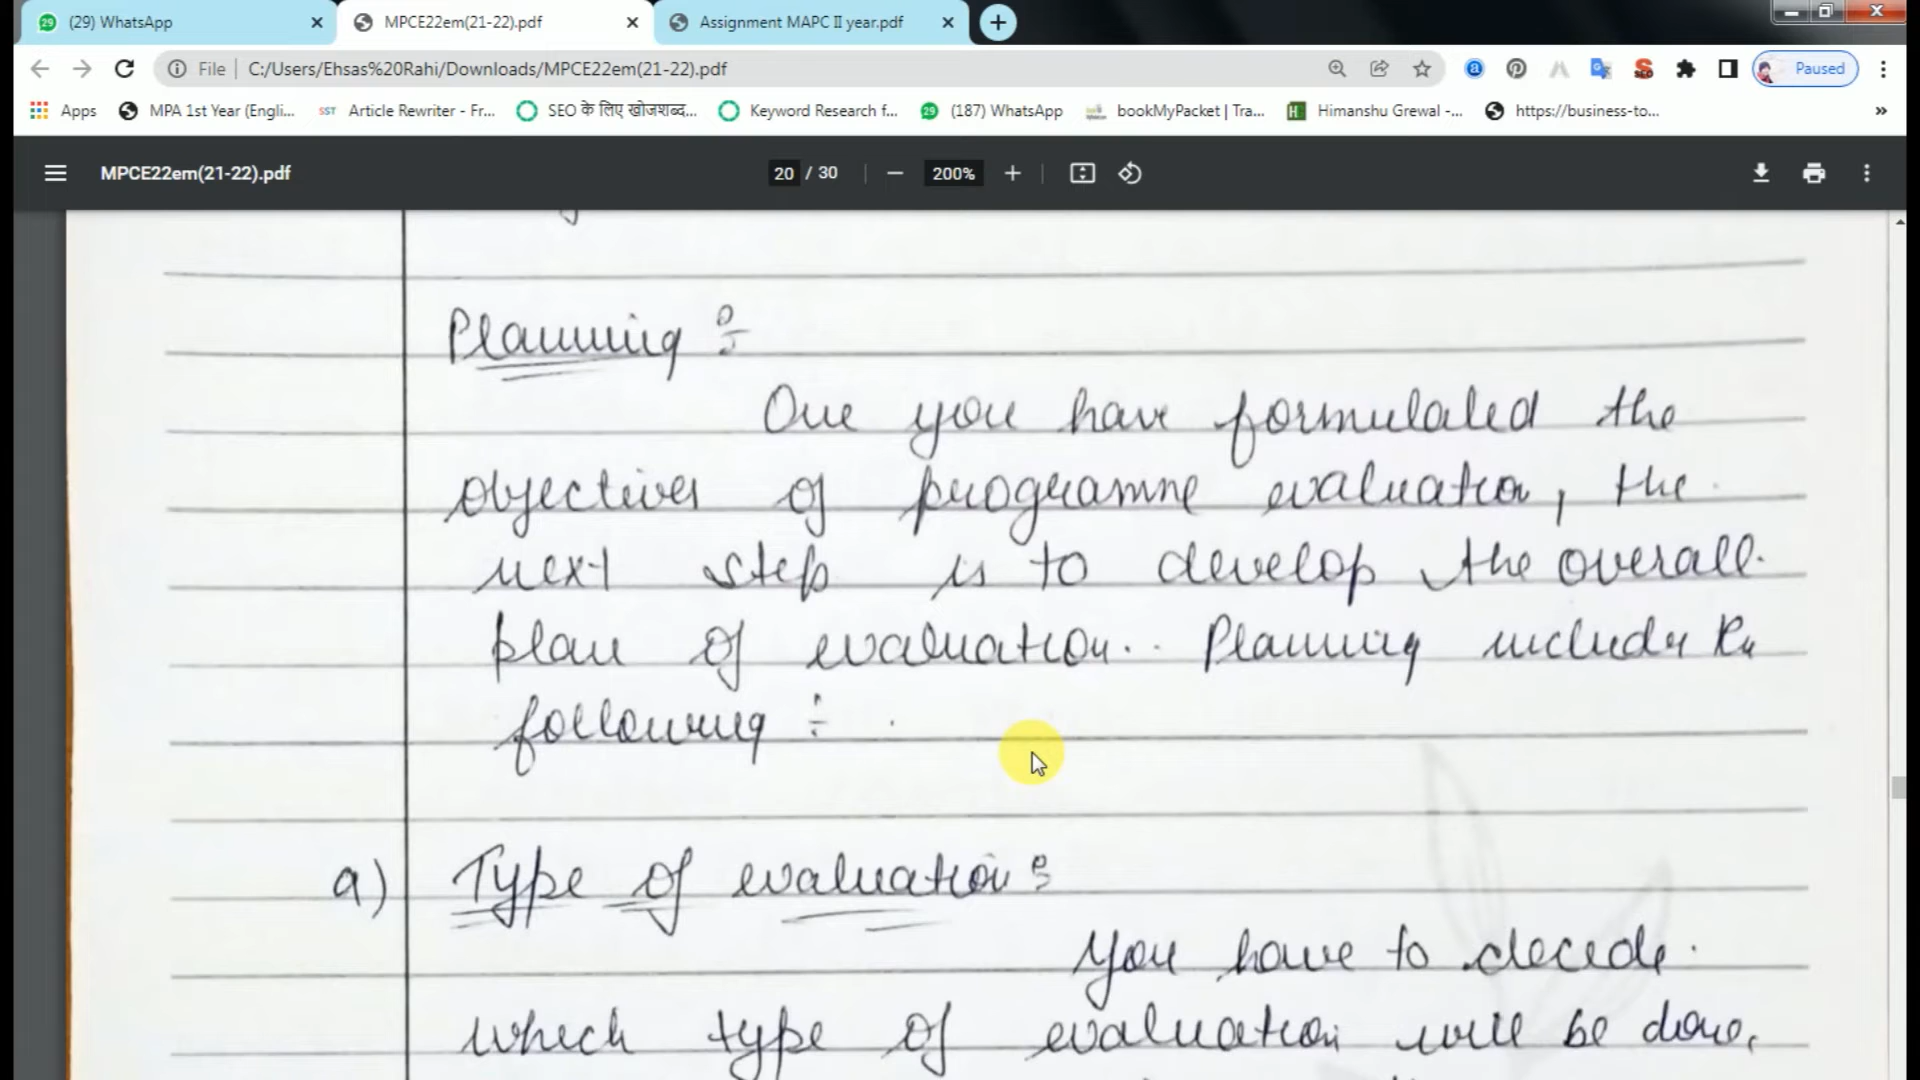 (29) WhatsApp
MPCE22em(21-22).pdf
Assignment MAPC II year.pdf
File
C:/Users/Ehsas%20Rahi/Downloads/MPCE22em(21-22).pdf
Paused
Apps
MPA 1st Year (Engli...
SST Article Rewriter - Fr...
SEO के लिए खोजशब्द...
Keyword Research f...
(187) WhatsApp
bookMyPacket | Tra...
Himanshu Grewal -...
https://business-to...
»
MPCE22em(21-22).pdf
20 / 30
200%
Planning :-
One you have formulated the
objectives of programme evaluation, the
next step is to develop the overall
plan of evaluation. Planning includes the
following :-
a) Type of evaluation :
You have to decide
which type of evaluation will be done,